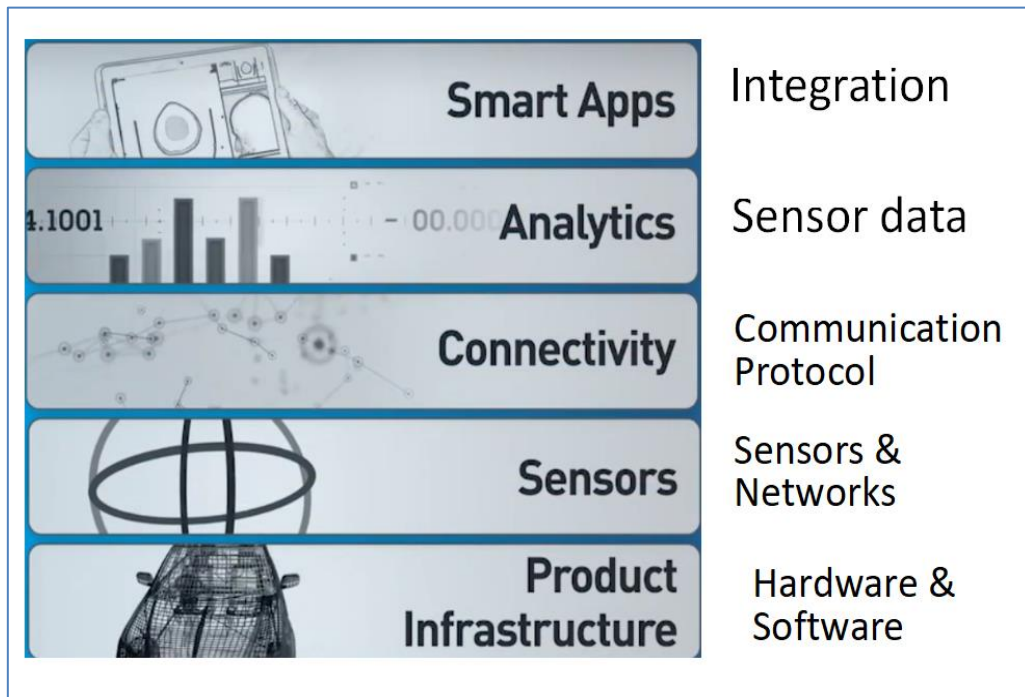 Smart Apps
Integration
4.1001
00.000
Analytics
Sensor data
Connectivity
Communication
Protocol
Sensors
Sensors &
Networks
Product
Infrastructure
Hardware &
Software